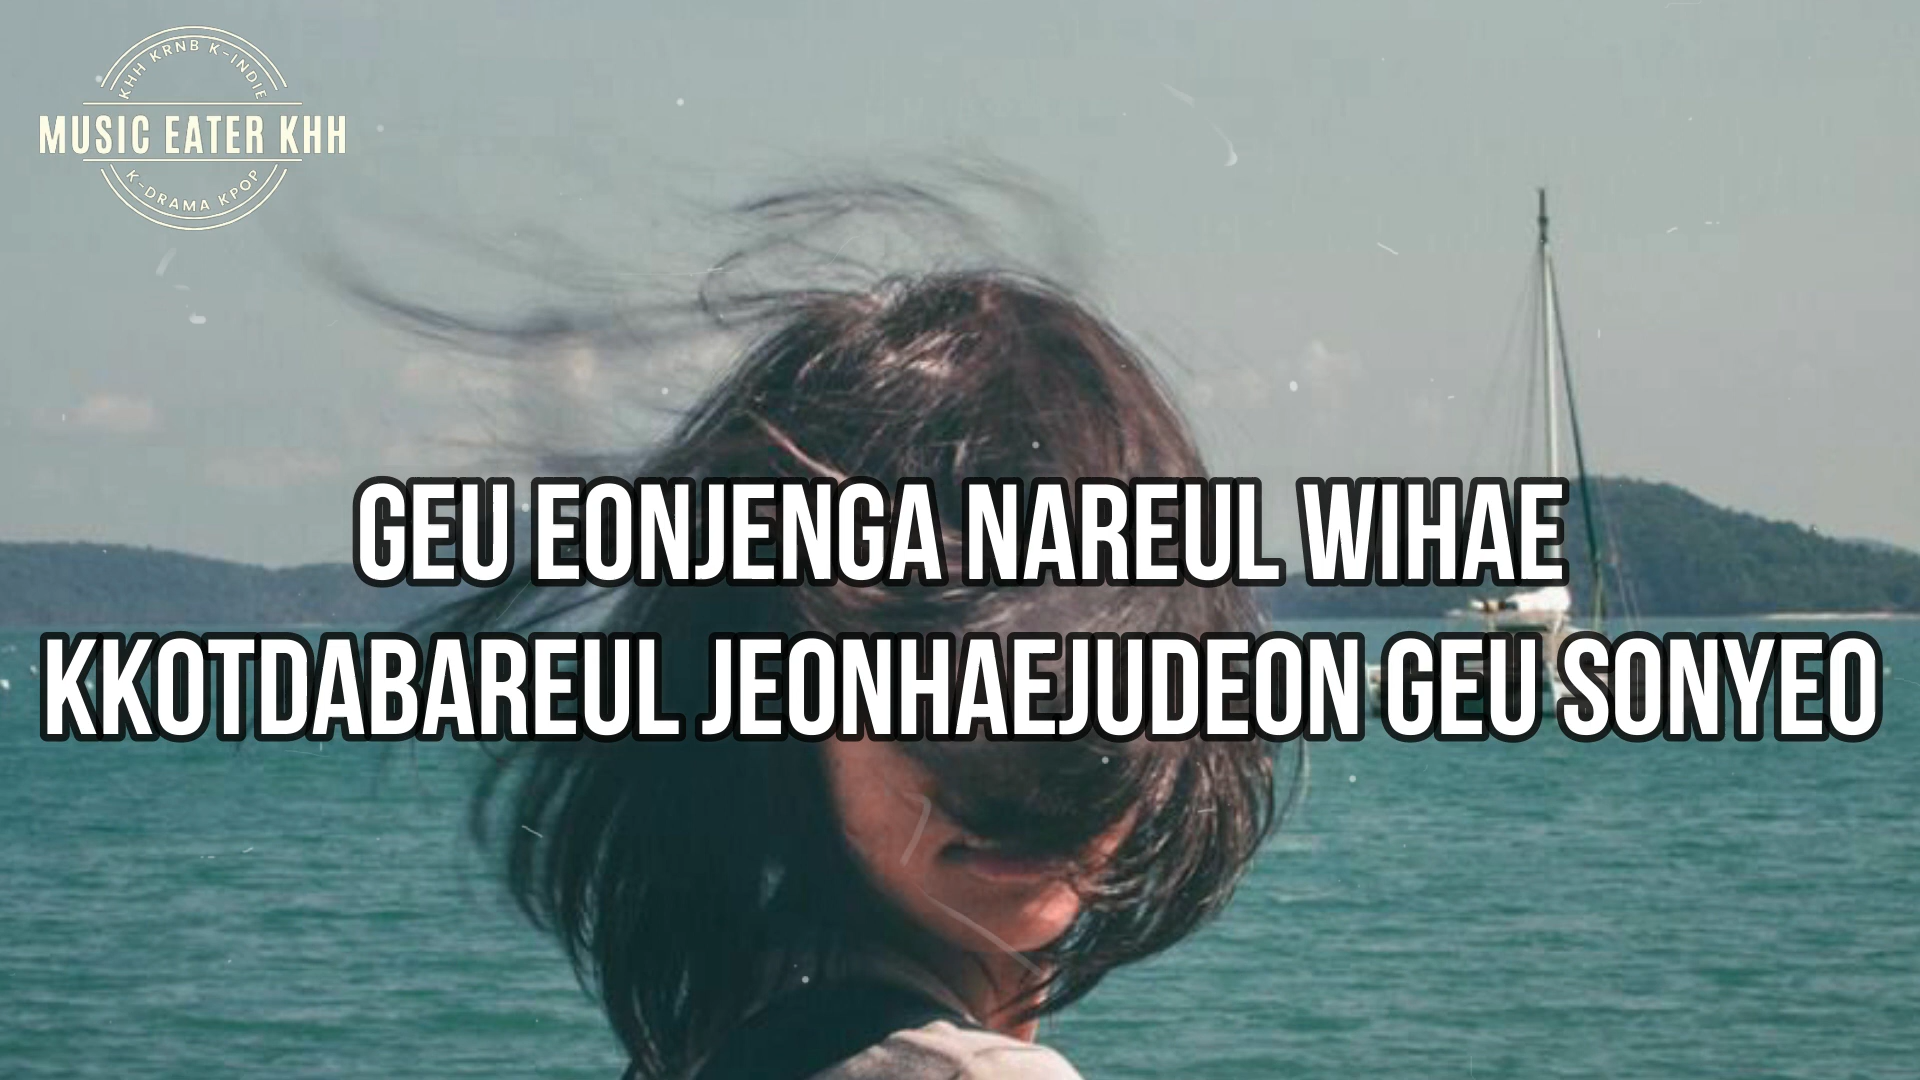 KHH KRNB K-INDIE
MUSIC EATER KHH
K-DRAMA KPOP
GEU EONJENGA NAREUL WIHAE
KKOTDABAREUL JEONHAEJUDEON GEU SONYEO